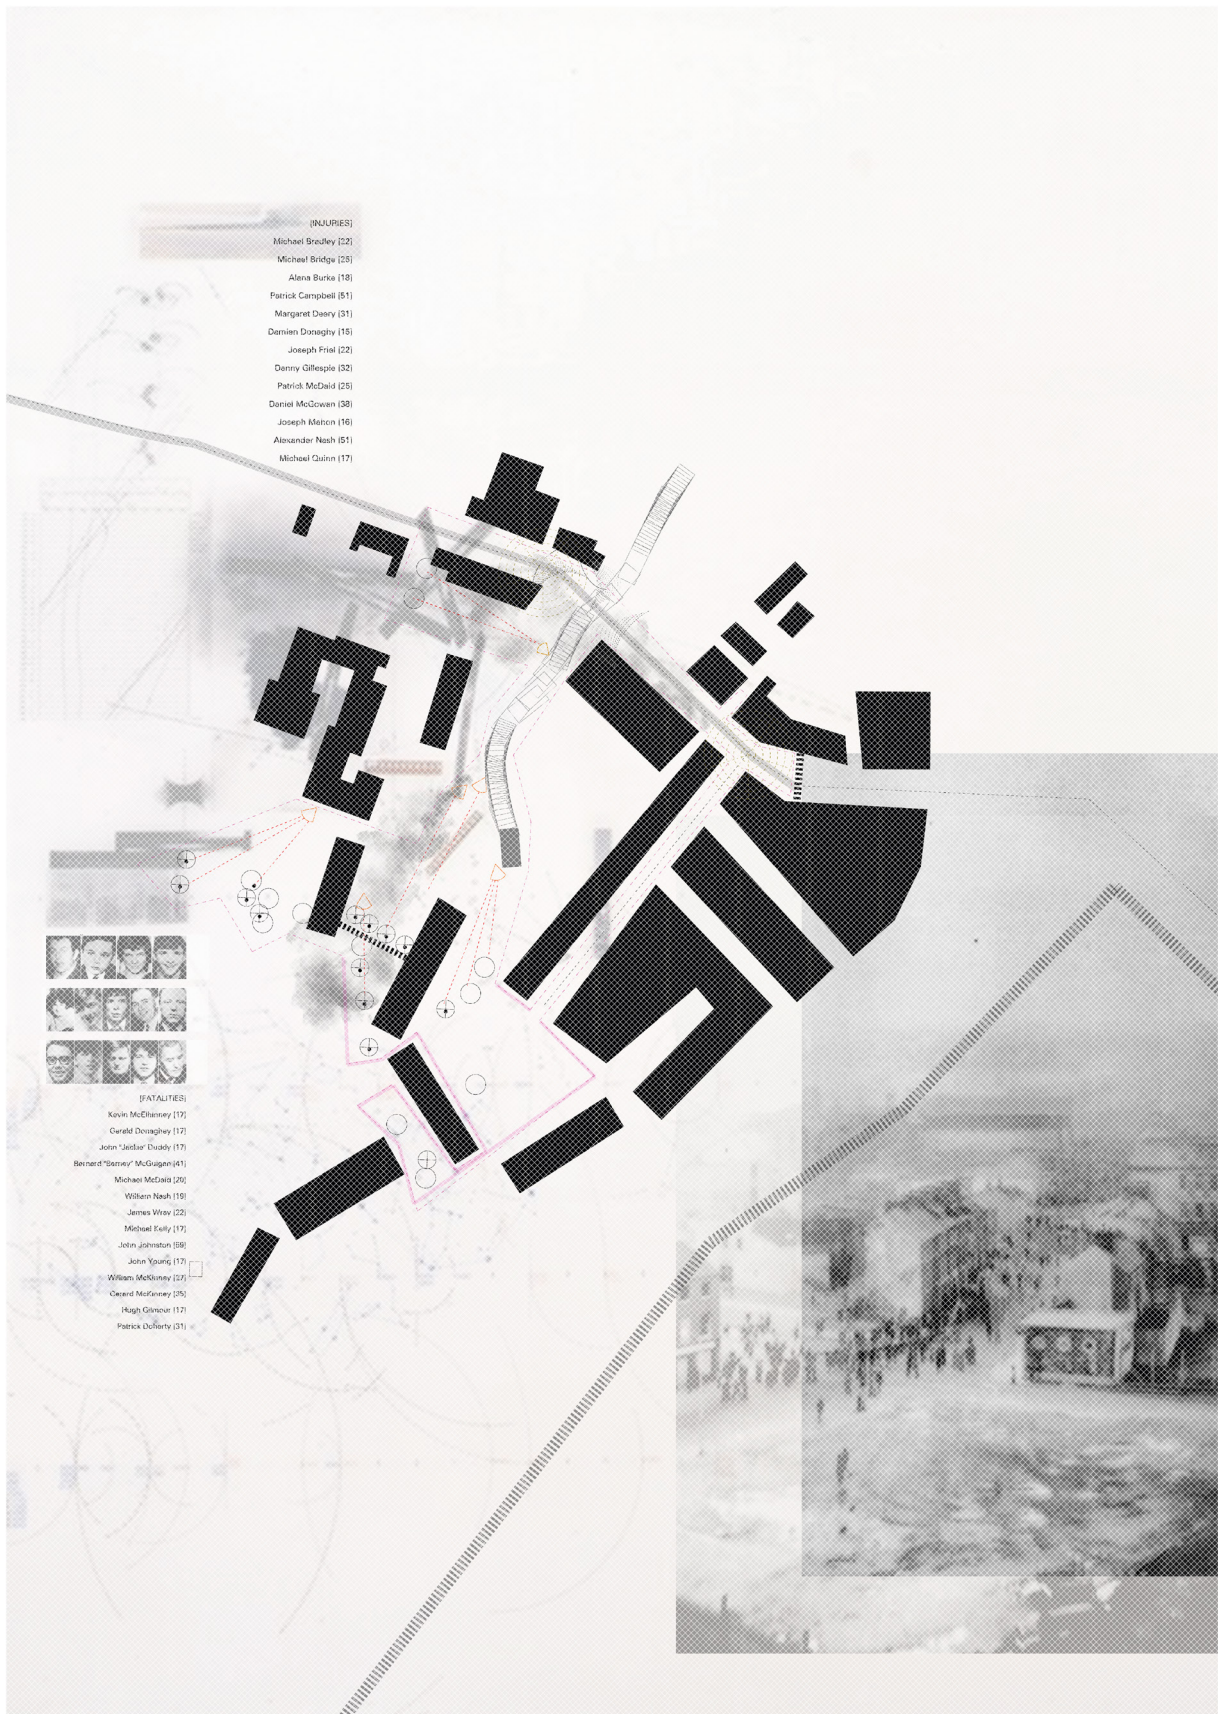 [INJURIES]
Michael Bradley [22]
Michael Bridge [25]
Alana Burke [18]
Patrick Campbell [51]
Margaret Deery [31]
Damien Donaghy [15]
Joseph Friel [22]
Danny Gillespie [32]
Patrick McDaid [25]
Daniel McGowan [38]
Joseph Mahon [16]
Alexander Nash [51]
Michael Quinn [17]
[FATALITIES]
Kevin McElhinney [17]
Gerald Donaghey [17]
John "Jackie" Duddy [17]
Bernard "Barney" McGuigan [41]
Michael McDaid [20]
William Nash [19]
James Wray [22]
Michael Kelly [17]
John Johnston [59]
John Young [17]
William McKinney [27]
Gerard McKinney [35]
Hugh Gilmour [17]
Patrick Doherty [31]